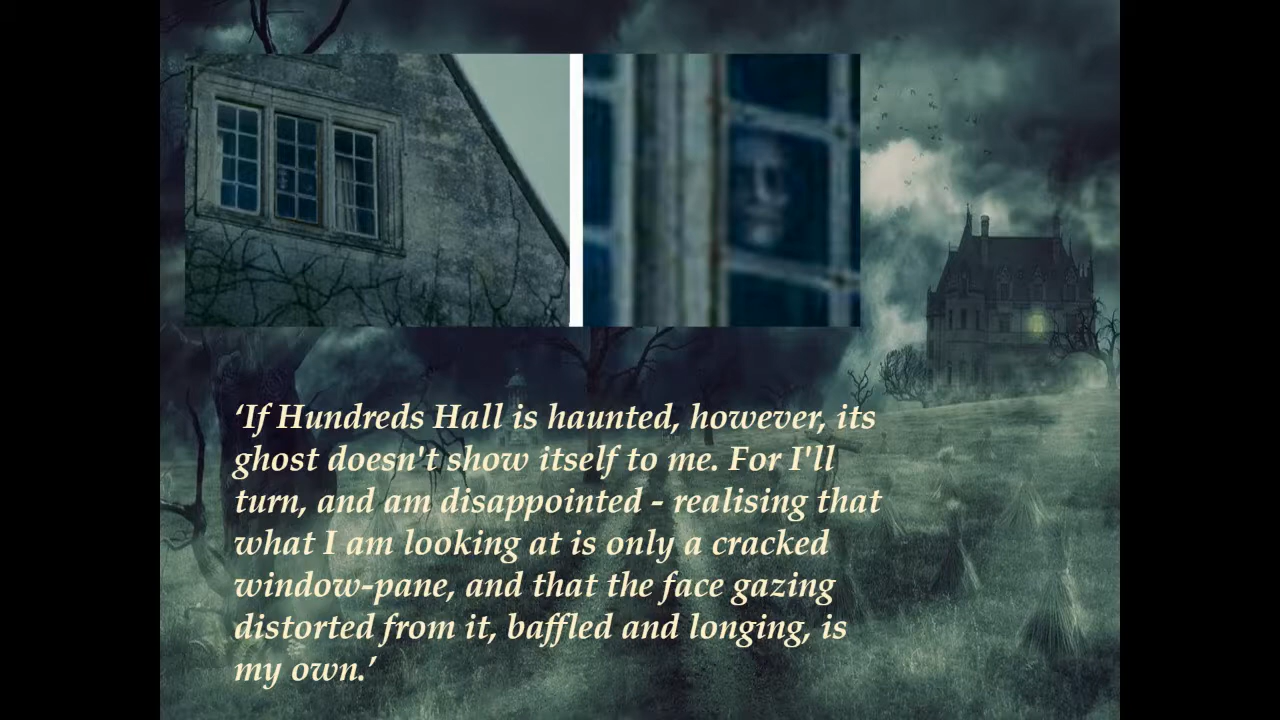 ‘If Hundreds Hall is haunted, however, its
ghost doesn't show itself to me. For I'll
turn, and am disappointed - realising that
what I am looking at is only a cracked
window-pane, and that the face gazing
distorted from it, baffled and longing, is
my own.’